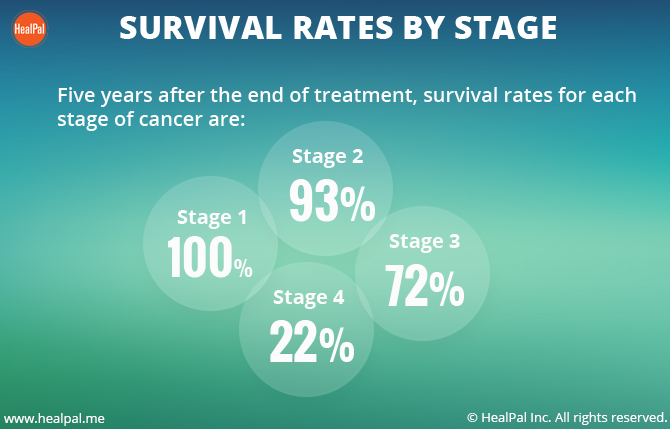 HealPal
SURVIVAL RATES BY STAGE
Five years after the end of treatment, survival rates for each
stage of cancer are:
Stage 1
100%
Stage 2
93%
Stage 3
72%
Stage 4
22%
www.healpal.me
© HealPal Inc. All rights reserved.